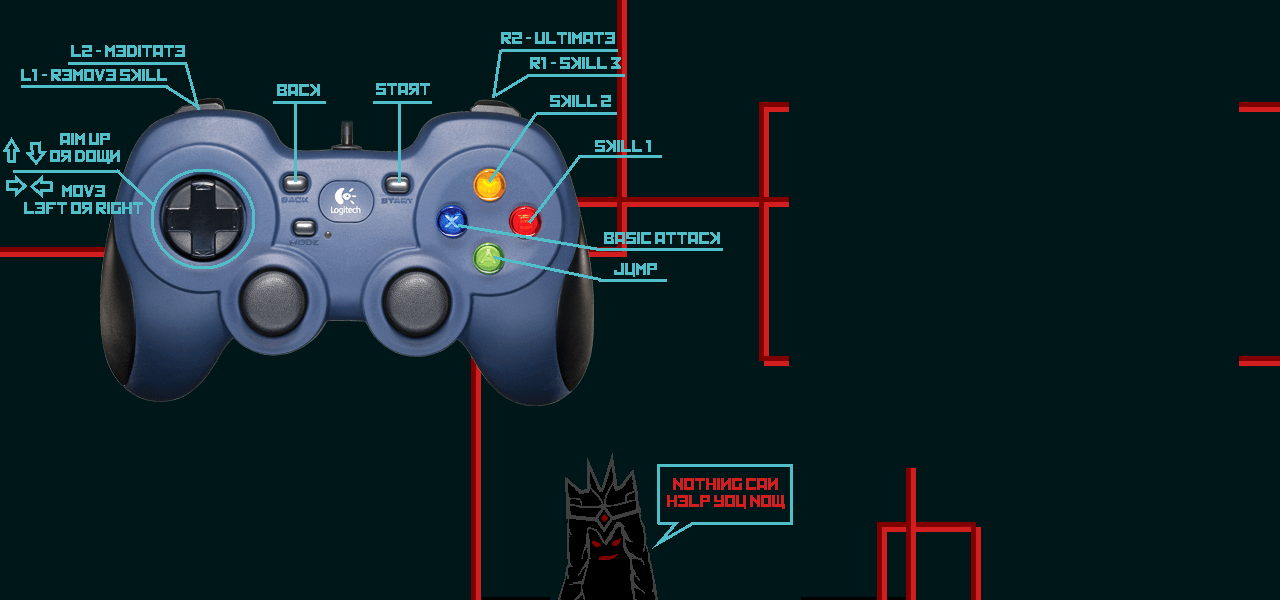 L2 - MEDITATE
L1 - REMOVE SKILL
BACK
START
R2 - ULTIMATE
R1 - SKILL 3
SKILL 2
SKILL 1
AIM UP
OR DOWN
MOVE
LEFT OR RIGHT
BACK
START
Logitech
MODE
X
B
A
BASIC ATTACK
JUMP
NOTHING CAN
HELP YOU NOW